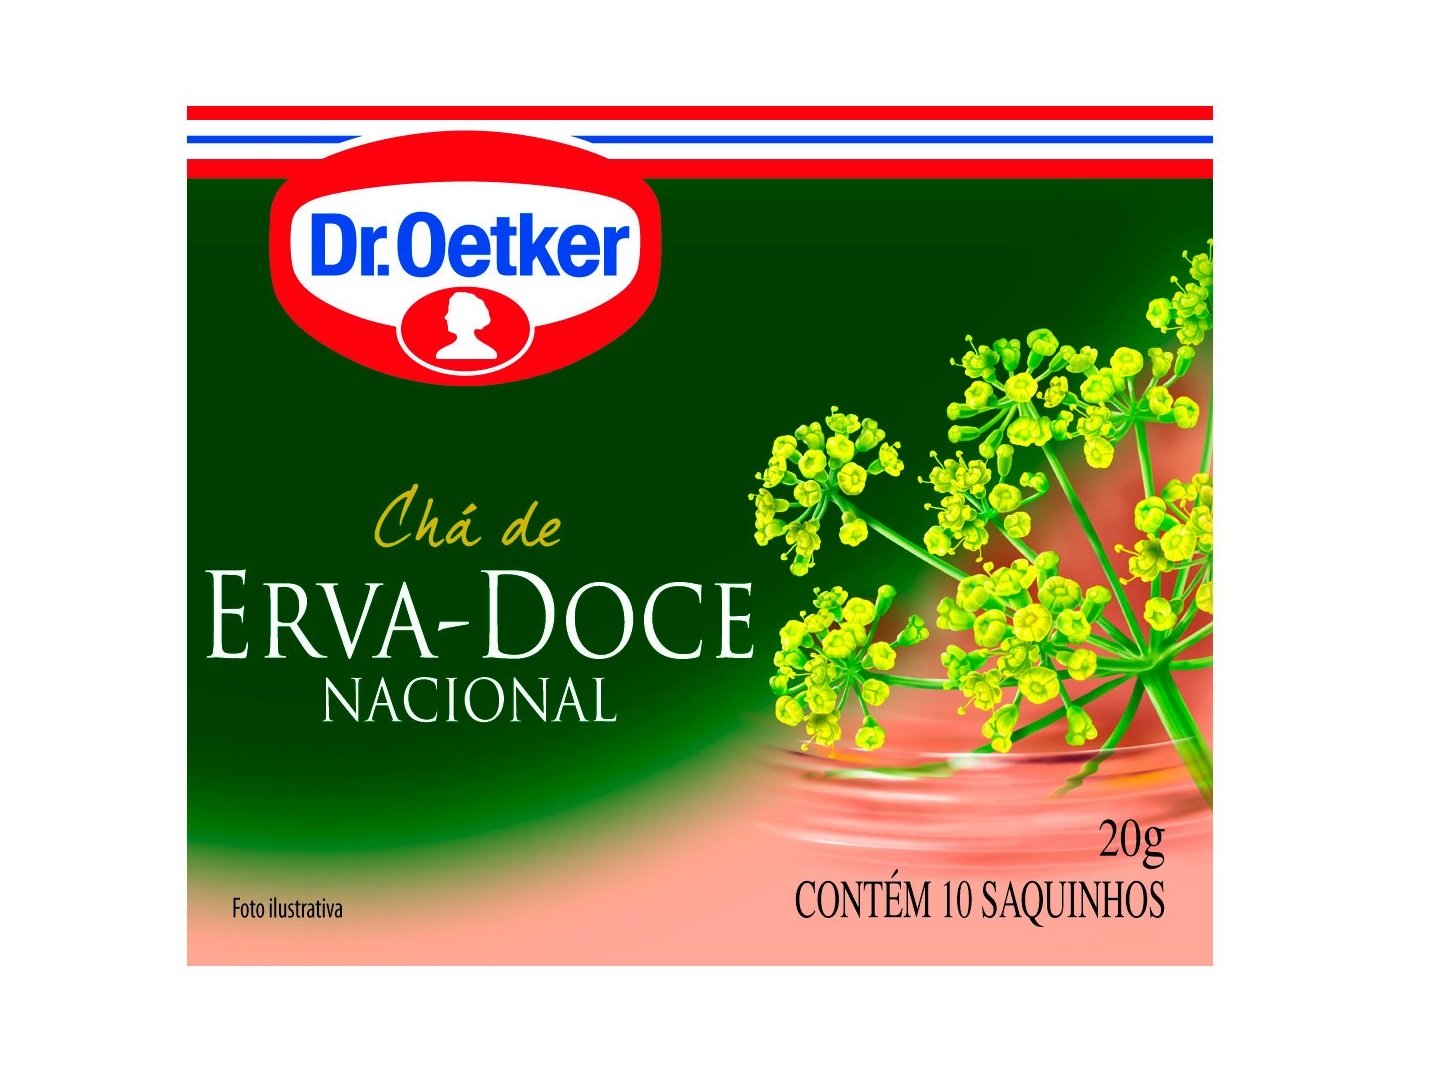 Dr.Oetker
Chá de
ERVA-DOCE
NACIONAL
20g
CONTÉM 10 SAQUINHOS
Foto ilustrativa